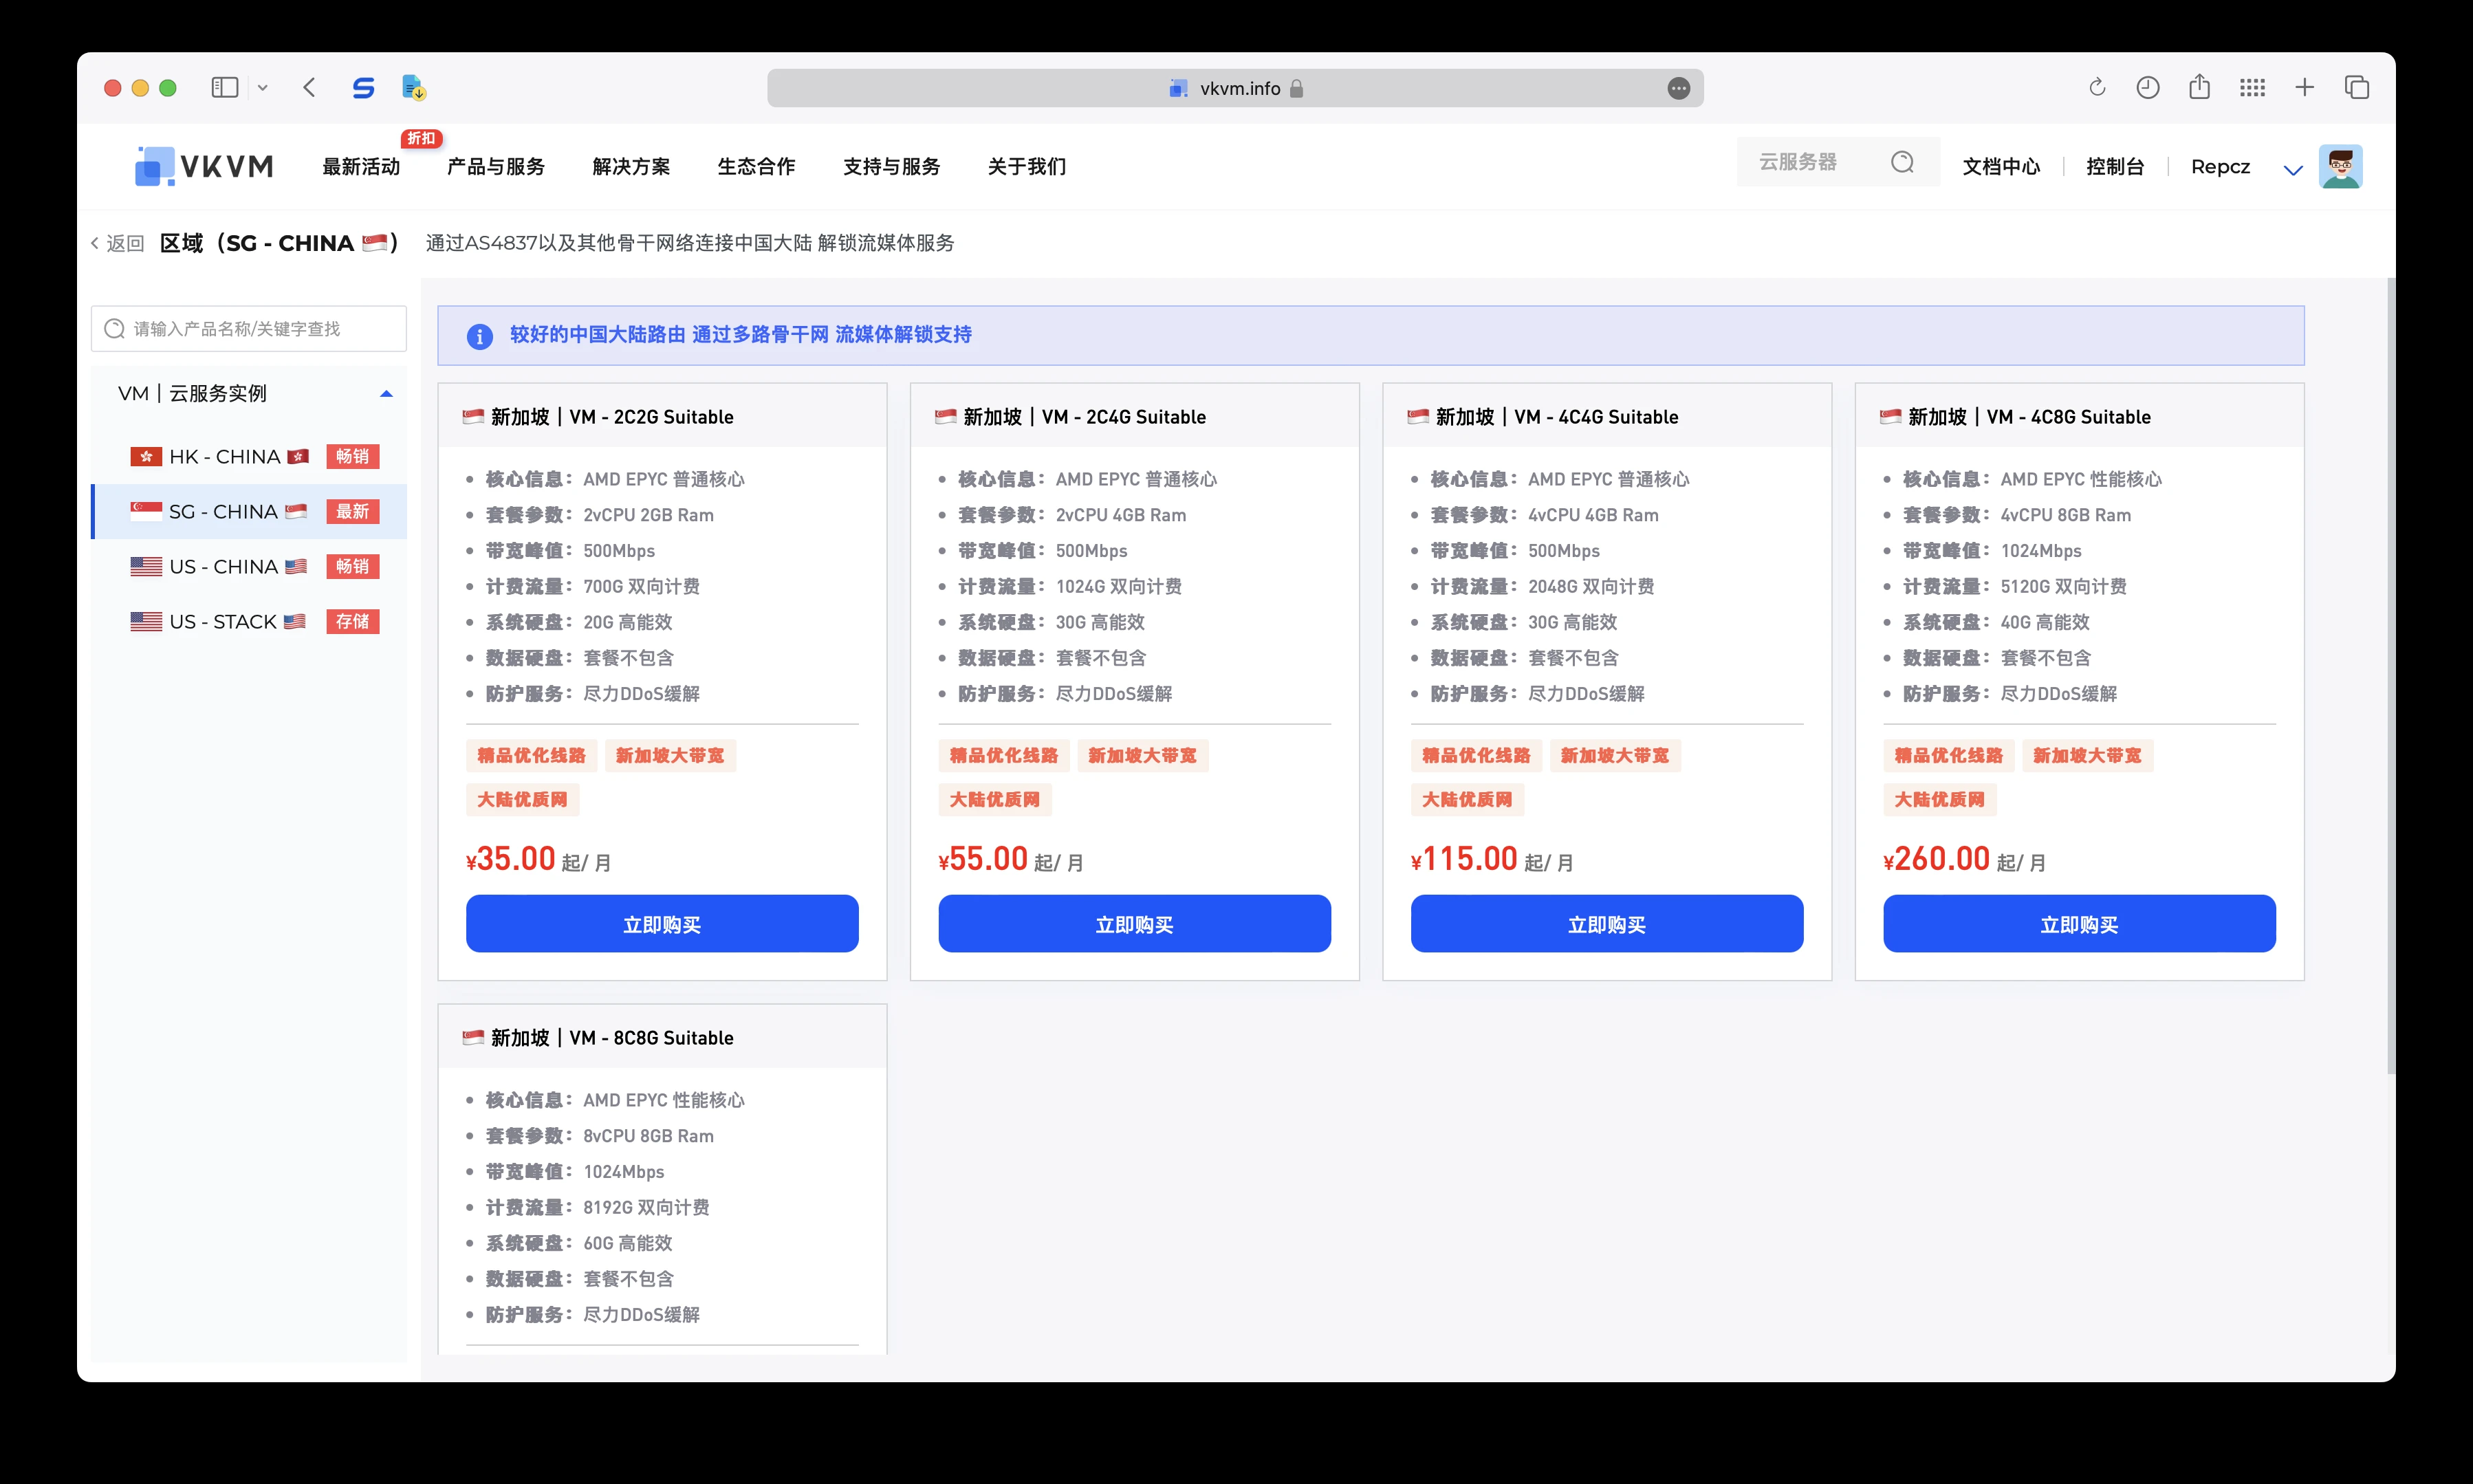 vkvm.info
折扣
VKVM 最新活动 产品与服务 解决方案 生态合作 支持与服务 关于我们 云服务器 文档中心 控制台 Repcz
返回 区域（SG - CHINA 🇸🇬） 通过AS4837以及其他骨干网络连接中国大陆 解锁流媒体服务
请输入产品名称/关键字查找
VM｜云服务实例
HK - CHINA 🇭🇰 畅销
SG - CHINA 🇸🇬 最新
US - CHINA 🇺🇸 畅销
US - STACK 🇺🇸 存储
较好的中国大陆路由 通过多路骨干网 流媒体解锁支持
🇸🇬 新加坡｜VM - 2C2G Suitable
核心信息：AMD EPYC 普通核心
套餐参数：2vCPU 2GB Ram
带宽峰值：500Mbps
计费流量：700G 双向计费
系统硬盘：20G 高能效
数据硬盘：套餐不包含
防护服务：尽力DDoS缓解
精品优化线路 新加坡大带宽
大陆优质网
¥35.00 起/ 月
立即购买
🇸🇬 新加坡｜VM - 2C4G Suitable
核心信息：AMD EPYC 普通核心
套餐参数：2vCPU 4GB Ram
带宽峰值：500Mbps
计费流量：1024G 双向计费
系统硬盘：30G 高能效
数据硬盘：套餐不包含
防护服务：尽力DDoS缓解
精品优化线路 新加坡大带宽
大陆优质网
¥55.00 起/ 月
立即购买
🇸🇬 新加坡｜VM - 4C4G Suitable
核心信息：AMD EPYC 普通核心
套餐参数：4vCPU 4GB Ram
带宽峰值：500Mbps
计费流量：2048G 双向计费
系统硬盘：30G 高能效
数据硬盘：套餐不包含
防护服务：尽力DDoS缓解
精品优化线路 新加坡大带宽
大陆优质网
¥115.00 起/ 月
立即购买
🇸🇬 新加坡｜VM - 4C8G Suitable
核心信息：AMD EPYC 性能核心
套餐参数：4vCPU 8GB Ram
带宽峰值：1024Mbps
计费流量：5120G 双向计费
系统硬盘：40G 高能效
数据硬盘：套餐不包含
防护服务：尽力DDoS缓解
精品优化线路 新加坡大带宽
大陆优质网
¥260.00 起/ 月
立即购买
🇸🇬 新加坡｜VM - 8C8G Suitable
核心信息：AMD EPYC 性能核心
套餐参数：8vCPU 8GB Ram
带宽峰值：1024Mbps
计费流量：8192G 双向计费
系统硬盘：60G 高能效
数据硬盘：套餐不包含
防护服务：尽力DDoS缓解